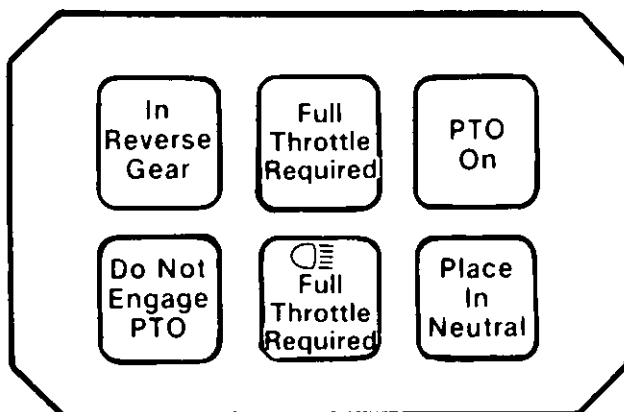 In
Reverse
Gear
Full
Throttle
Required
PTO
On
Do Not
Engage
PTO
Full
Throttle
Required
Place
In
Neutral